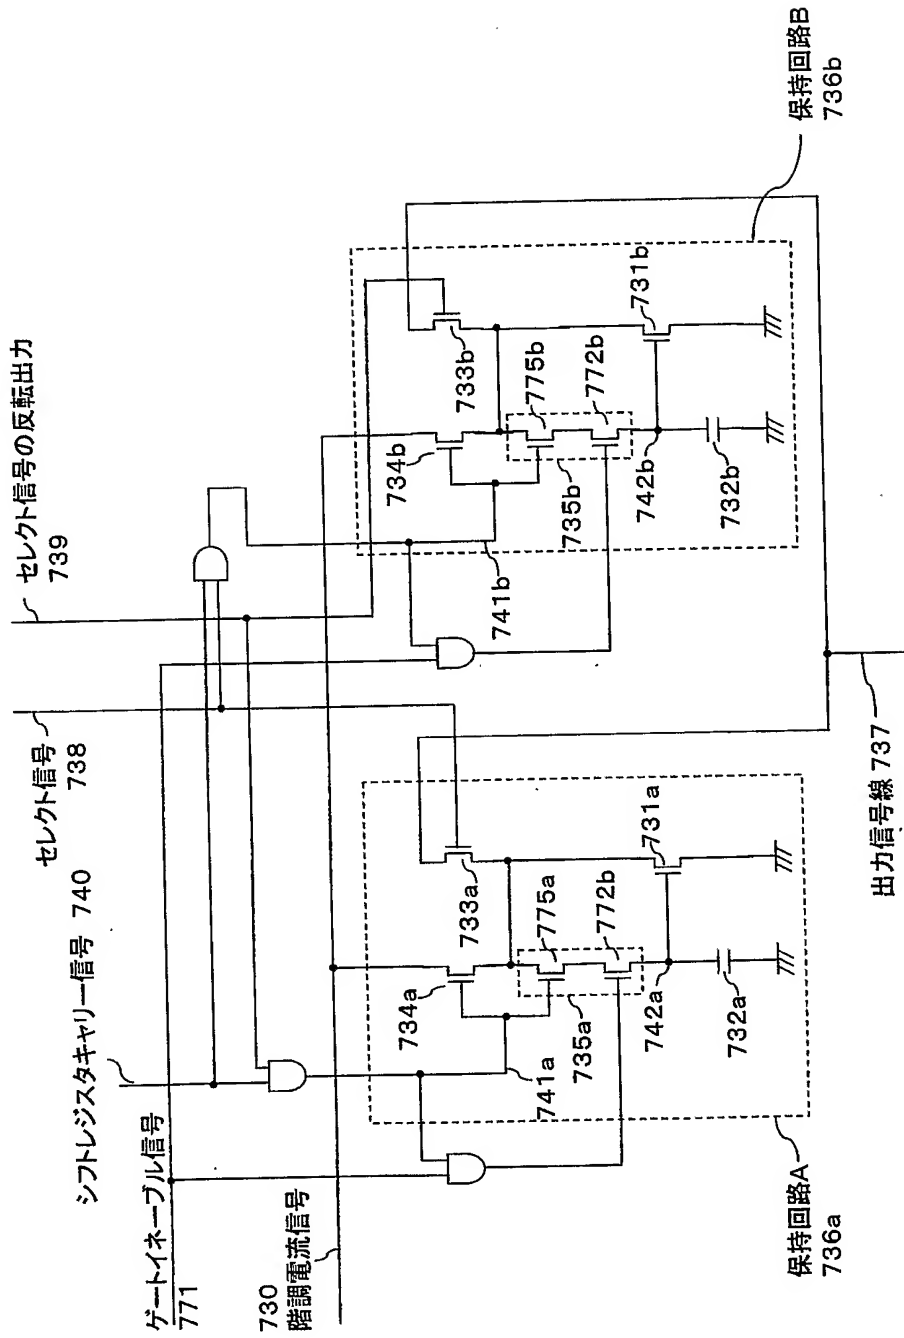 ゲートイネーブル信号
771
シフトレジスタキャリー信号 740
セレクト信号
738
セレクト信号の反転出力
739
730
階調電流信号
734a
733a
741a
775a
735a
772b
742a
731a
732a
保持回路A
736a
734b
733b
741b
775b
735b
772b
742b
731b
732b
保持回路B
736b
出力信号線 737